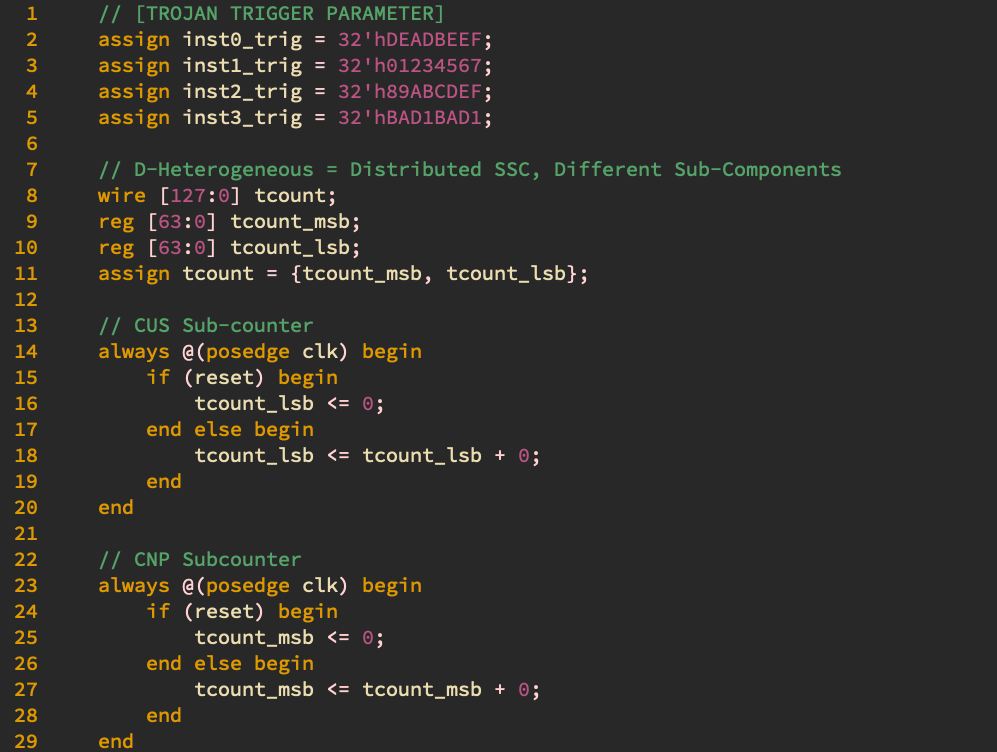 1 // [TROJAN TRIGGER PARAMETER]
2 assign inst0_trig = 32'hDEADBEEF;
3 assign inst1_trig = 32'h01234567;
4 assign inst2_trig = 32'h89ABCDEF;
5 assign inst3_trig = 32'hBAD1BAD1;
6
7 // D-Heterogeneous = Distributed SSC, Different Sub-Components
8 wire [127:0] tcount;
9 reg [63:0] tcount_msb;
10 reg [63:0] tcount_lsb;
11 assign tcount = {tcount_msb, tcount_lsb};
12
13 // CUS Sub-counter
14 always @(posedge clk) begin
15     if (reset) begin
16         tcount_lsb <= 0;
17     end else begin
18         tcount_lsb <= tcount_lsb + 0;
19     end
20 end
21
22 // CNP Subcounter
23 always @(posedge clk) begin
24     if (reset) begin
25         tcount_msb <= 0;
26     end else begin
27         tcount_msb <= tcount_msb + 0;
28     end
29 end